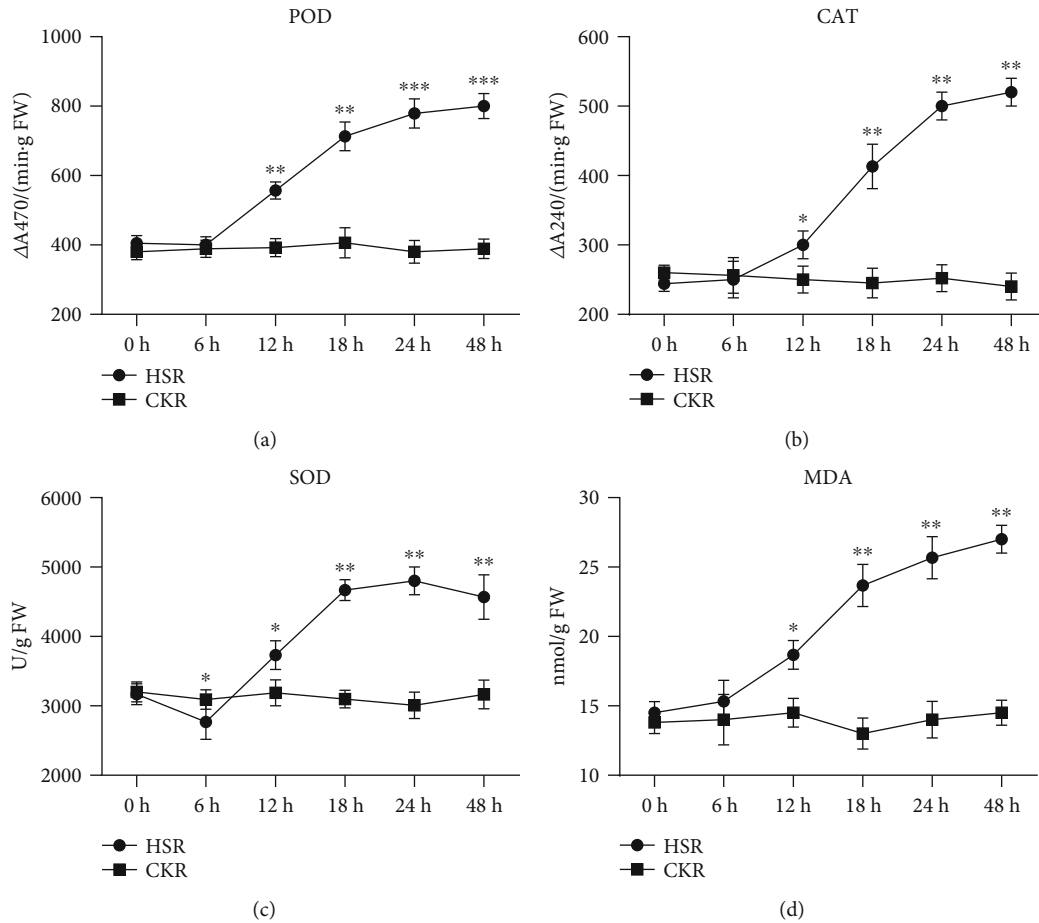 POD
ΔA470/(min·g FW)
1000
800
600
400
200
** ** *** ***
0 h 6 h 12 h 18 h 24 h 48 h
HSR
CKR
(a)
CAT
ΔA240/(min·g FW)
600
500
400
300
200
* ** ** **
0 h 6 h 12 h 18 h 24 h 48 h
HSR
CKR
(b)
SOD
U/g FW
6000
5000
4000
3000
2000
* * ** ** **
0 h 6 h 12 h 18 h 24 h 48 h
HSR
CKR
(c)
MDA
nmol/g FW
30
25
20
15
10
* ** ** **
0 h 6 h 12 h 18 h 24 h 48 h
HSR
CKR
(d)